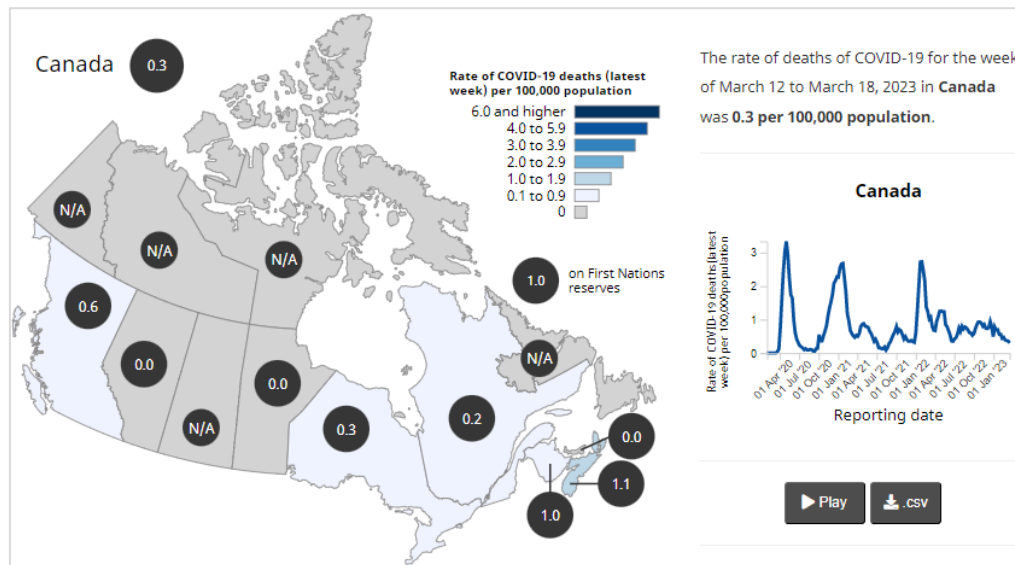 Canada
0.3
Rate of COVID-19 deaths (latest
week) per 100,000 population
6.0 and higher
4.0 to 5.9
3.0 to 3.9
2.0 to 2.9
1.0 to 1.9
0.1 to 0.9
0
N/A
N/A
N/A
1.0
on First Nations
reserves
0.6
0.0
N/A
0.0
0.3
0.2
N/A
0.0
1.1
1.0
The rate of deaths of COVID-19 for the week
of March 12 to March 18, 2023 in Canada
was 0.3 per 100,000 population.
Canada
Rate of COVID-19 deaths(latest
week) per 100,000population
3
2
1
0
01 Apr '20
01 Jul '20
01 Oct '20
01 Jan '21
01 Apr '21
01 Jul '21
01 Oct '21
01 Jan '22
01 Apr '22
01 Jul '22
01 Oct '22
01 Jan '23
Reporting date
Play
.csv